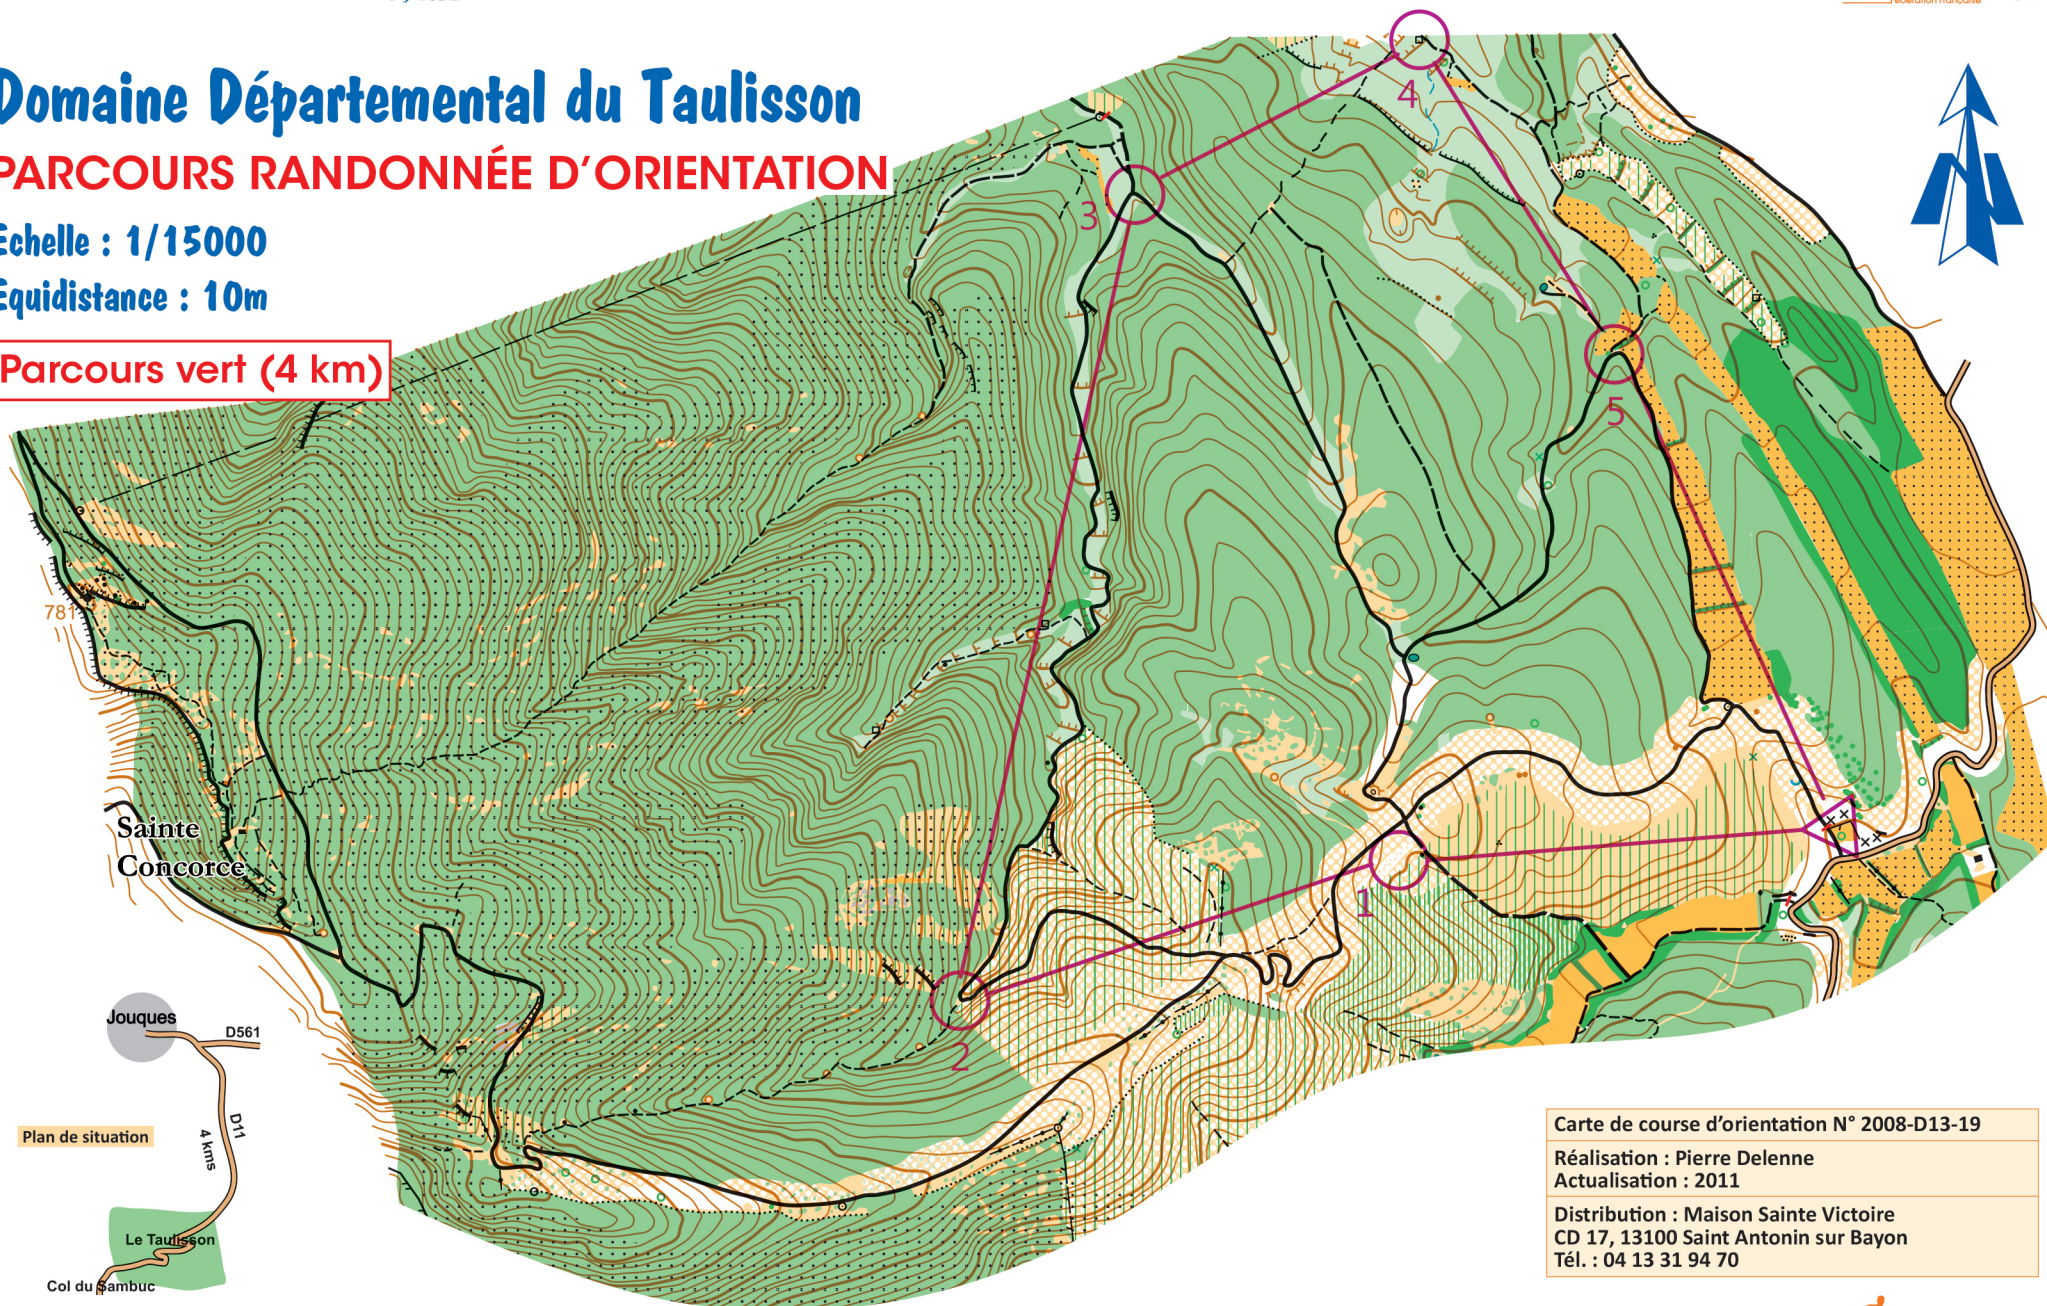 Domaine Départemental du Taulisson
PARCOURS RANDONNÉE D'ORIENTATION
Echelle : 1/15000
Equidistance : 10m
Parcours vert (4 km)
4
3
5
781
Sainte
Concorce
1
2
Jouques
D561
D11
4 kms
Plan de situation
Le Taulisson
Col du Sambuc
N
Carte de course d'orientation N° 2008-D13-19
Réalisation : Pierre Delenne
Actualisation : 2011
Distribution : Maison Sainte Victoire
CD 17, 13100 Saint Antonin sur Bayon
Tél. : 04 13 31 94 70